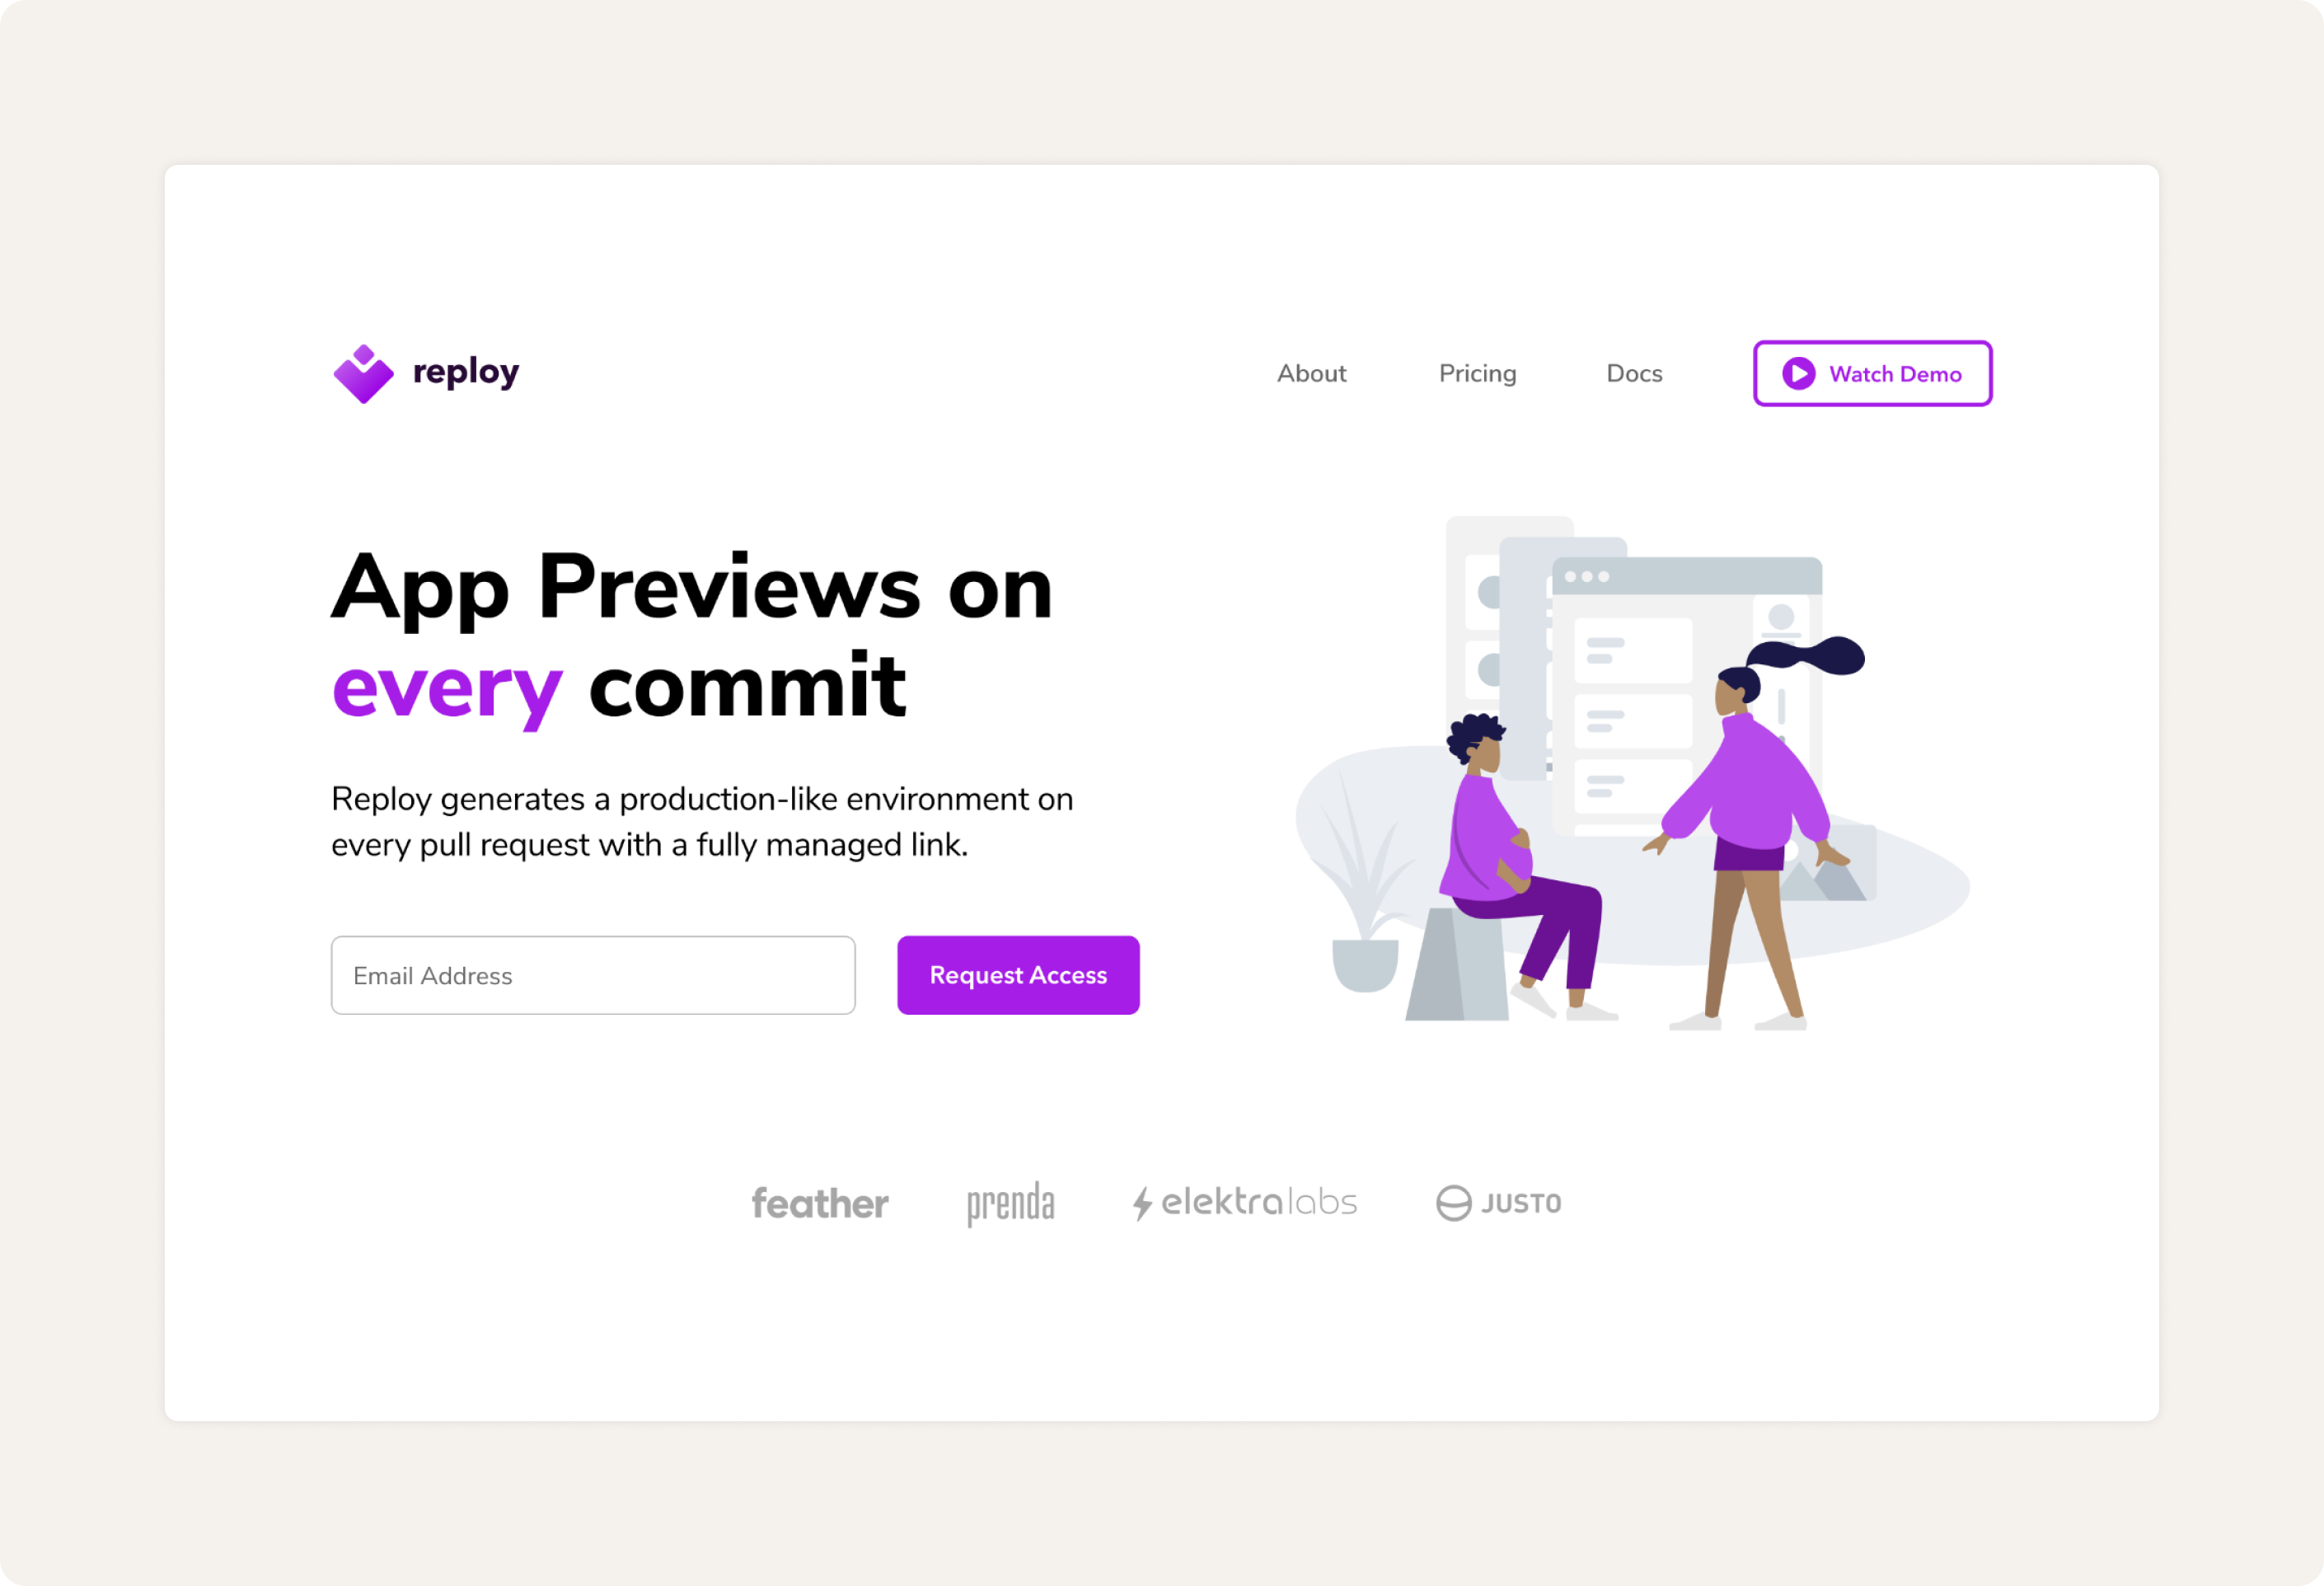 reploy
About
Pricing
Docs
Watch Demo
App Previews on
every commit
Reploy generates a production-like environment on
every pull request with a fully managed link.
Email Address
Request Access
feather
prenda
elektralabs
JUSTO